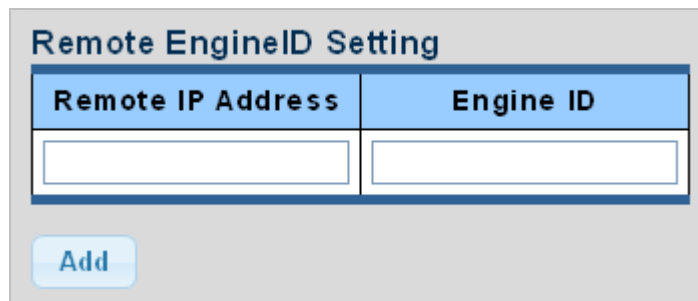 Remote EngineID Setting
Remote IP Address Engine ID
Add